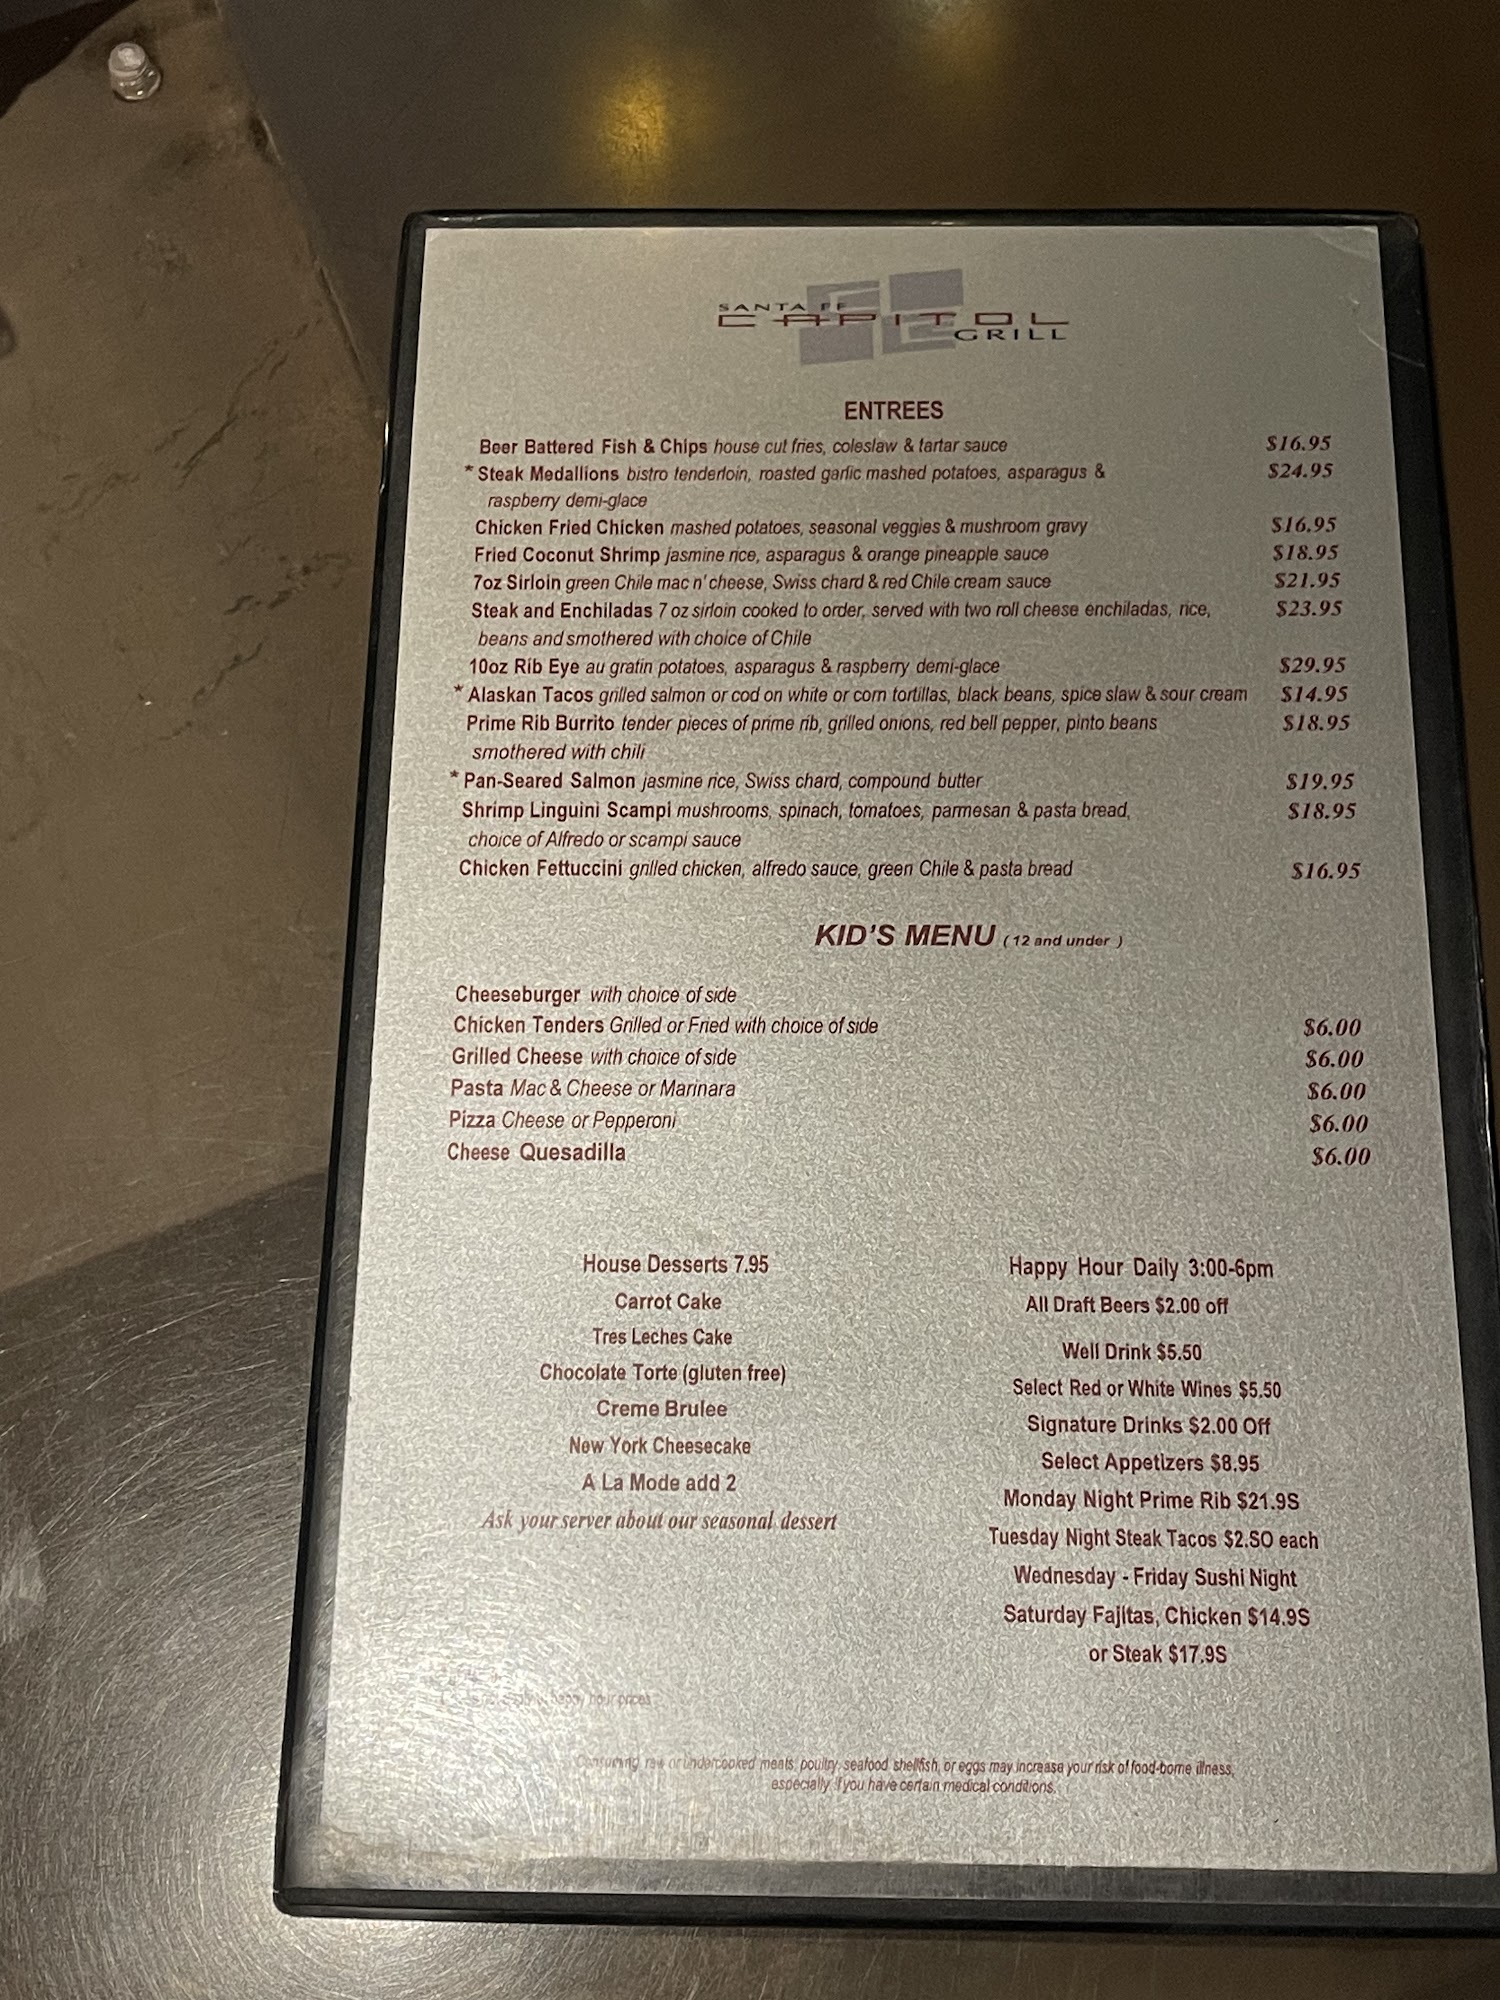 SANTA FE
CAPITOL
GRILL
ENTREES
Beer Battered Fish & Chips house cut fries, coleslaw & tartar sauce $16.95
* Steak Medallions bistro tenderloin, roasted garlic mashed potatoes, asparagus & $24.95
raspberry demi-glace
Chicken Fried Chicken mashed potatoes, seasonal veggies & mushroom gravy $16.95
Fried Coconut Shrimp jasmine rice, asparagus & orange pineapple sauce $18.95
7oz Sirloin green Chile mac n' cheese, Swiss chard & red Chile cream sauce $21.95
Steak and Enchiladas 7 oz sirloin cooked to order, served with two roll cheese enchiladas, rice, $23.95
beans and smothered with choice of Chile
10oz Rib Eye au gratin potatoes, asparagus & raspberry demi-glace $29.95
* Alaskan Tacos grilled salmon or cod on white or corn tortillas, black beans, spice slaw & sour cream $14.95
Prime Rib Burrito tender pieces of prime rib, grilled onions, red bell pepper, pinto beans $18.95
smothered with chili
* Pan-Seared Salmon jasmine rice, Swiss chard, compound butter $19.95
Shrimp Linguini Scampi mushrooms, spinach, tomatoes, parmesan & pasta bread, $18.95
choice of Alfredo or scampi sauce
Chicken Fettuccini grilled chicken, alfredo sauce, green Chile & pasta bread $16.95
KID'S MENU ( 12 and under )
Cheeseburger with choice of side
Chicken Tenders Grilled or Fried with choice of side $6.00
Grilled Cheese with choice of side $6.00
Pasta Mac & Cheese or Marinara $6.00
Pizza Cheese or Pepperoni $6.00
Cheese Quesadilla $6.00
House Desserts 7.95
Carrot Cake
Tres Leches Cake
Chocolate Torte (gluten free)
Creme Brulee
New York Cheesecake
A La Mode add 2
Ask your server about our seasonal dessert
Happy Hour Daily 3:00-6pm
All Draft Beers $2.00 off
Well Drink $5.50
Select Red or White Wines $5.50
Signature Drinks $2.00 Off
Select Appetizers $8.95
Monday Night Prime Rib $21.9S
Tuesday Night Steak Tacos $2.SO each
Wednesday - Friday Sushi Night
Saturday Fajitas, Chicken $14.9S
or Steak $17.9S
happy hour prices
Consuming raw or undercooked meats, poultry, seafood shellfish, or eggs may increase your risk of food-borne illness,
especially if you have certain medical conditions.